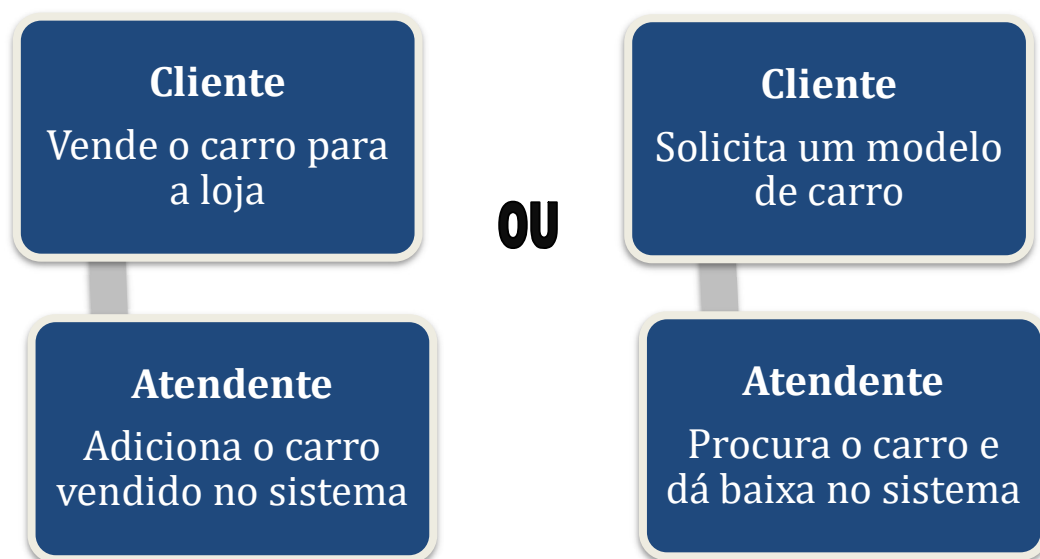 Cliente
Vende o carro para
a loja
Atendente
Adiciona o carro
vendido no sistema
OU
Cliente
Solicita um modelo
de carro
Atendente
Procura o carro e
dá baixa no sistema